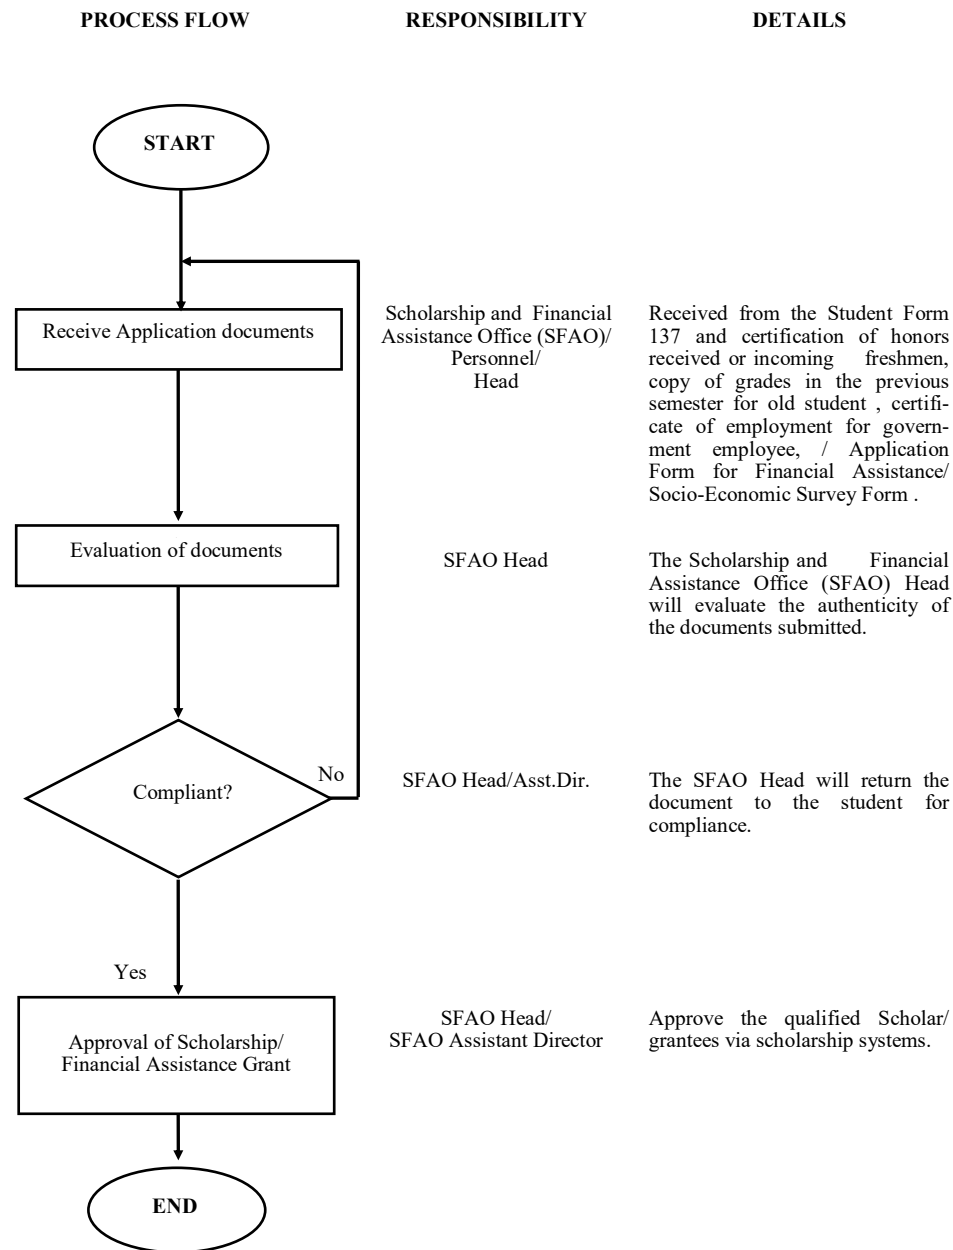 PROCESS FLOW RESPONSIBILITY DETAILS
START
Receive Application documents
Scholarship and Financial
Assistance Office (SFAO)/
Personnel/
Head
Received from the Student Form
137 and certification of honors
received or incoming freshmen,
copy of grades in the previous
semester for old student , certifi-
cate of employment for govern-
ment employee, / Application
Form for Financial Assistance/
Socio-Economic Survey Form .
Evaluation of documents
SFAO Head
The Scholarship and Financial
Assistance Office (SFAO) Head
will evaluate the authenticity of
the documents submitted.
Compliant?
No
SFAO Head/Asst.Dir.
The SFAO Head will return the
document to the student for
compliance.
Yes
Approval of Scholarship/
Financial Assistance Grant
SFAO Head/
SFAO Assistant Director
Approve the qualified Scholar/
grantees via scholarship systems.
END